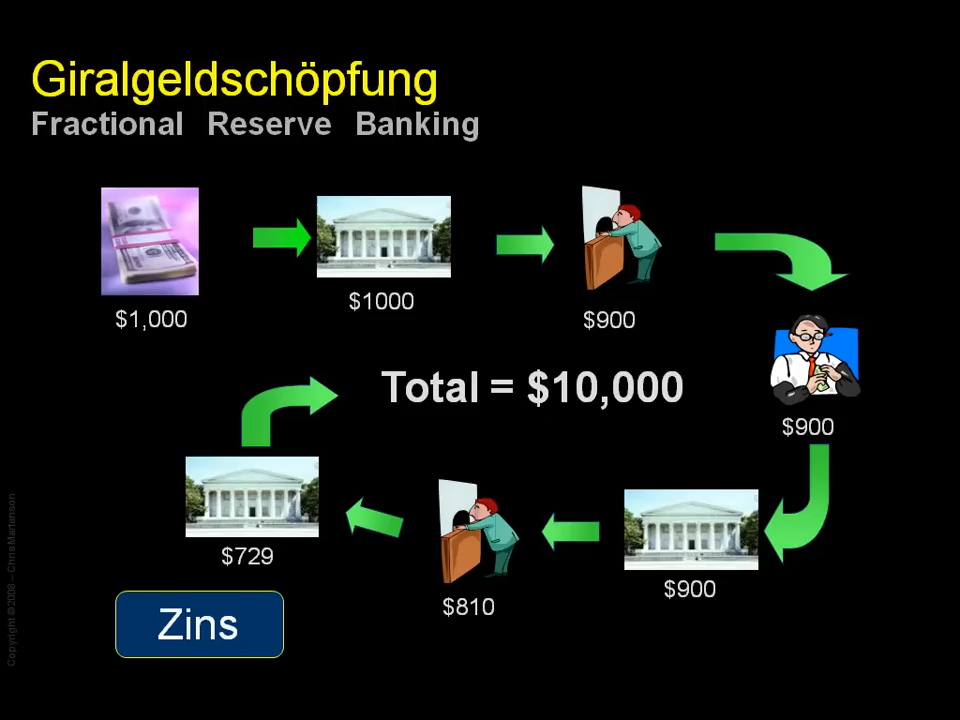 Giralgeldschöpfung
Fractional Reserve Banking
$1,000
$1000
$900
$900
Total = $10,000
$900
$810
$729
Zins
Copyright ©2008 – Chris Martenson